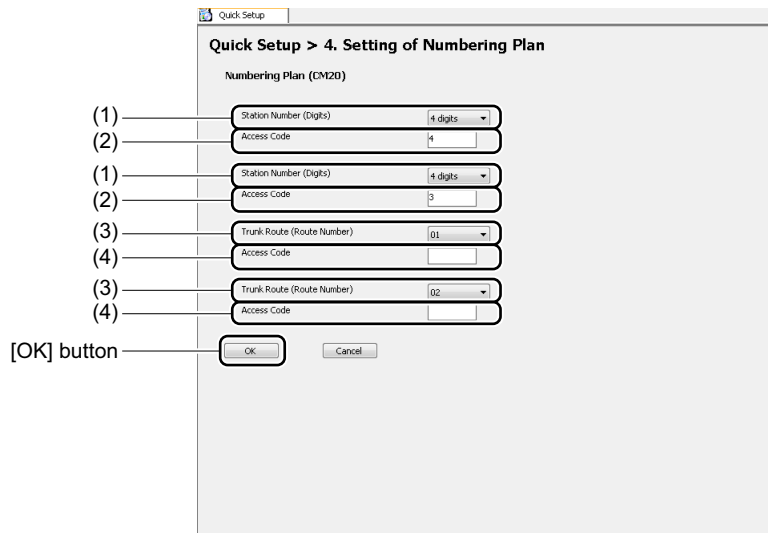 Quick Setup
Quick Setup > 4. Setting of Numbering Plan
Numbering Plan (CM20)
(1) Station Number (Digits) 4 digits
(2) Access Code 4
(1) Station Number (Digits) 4 digits
(2) Access Code 3
(3) Trunk Route (Route Number) 01
(4) Access Code
(3) Trunk Route (Route Number) 02
(4) Access Code
[OK] button OK Cancel